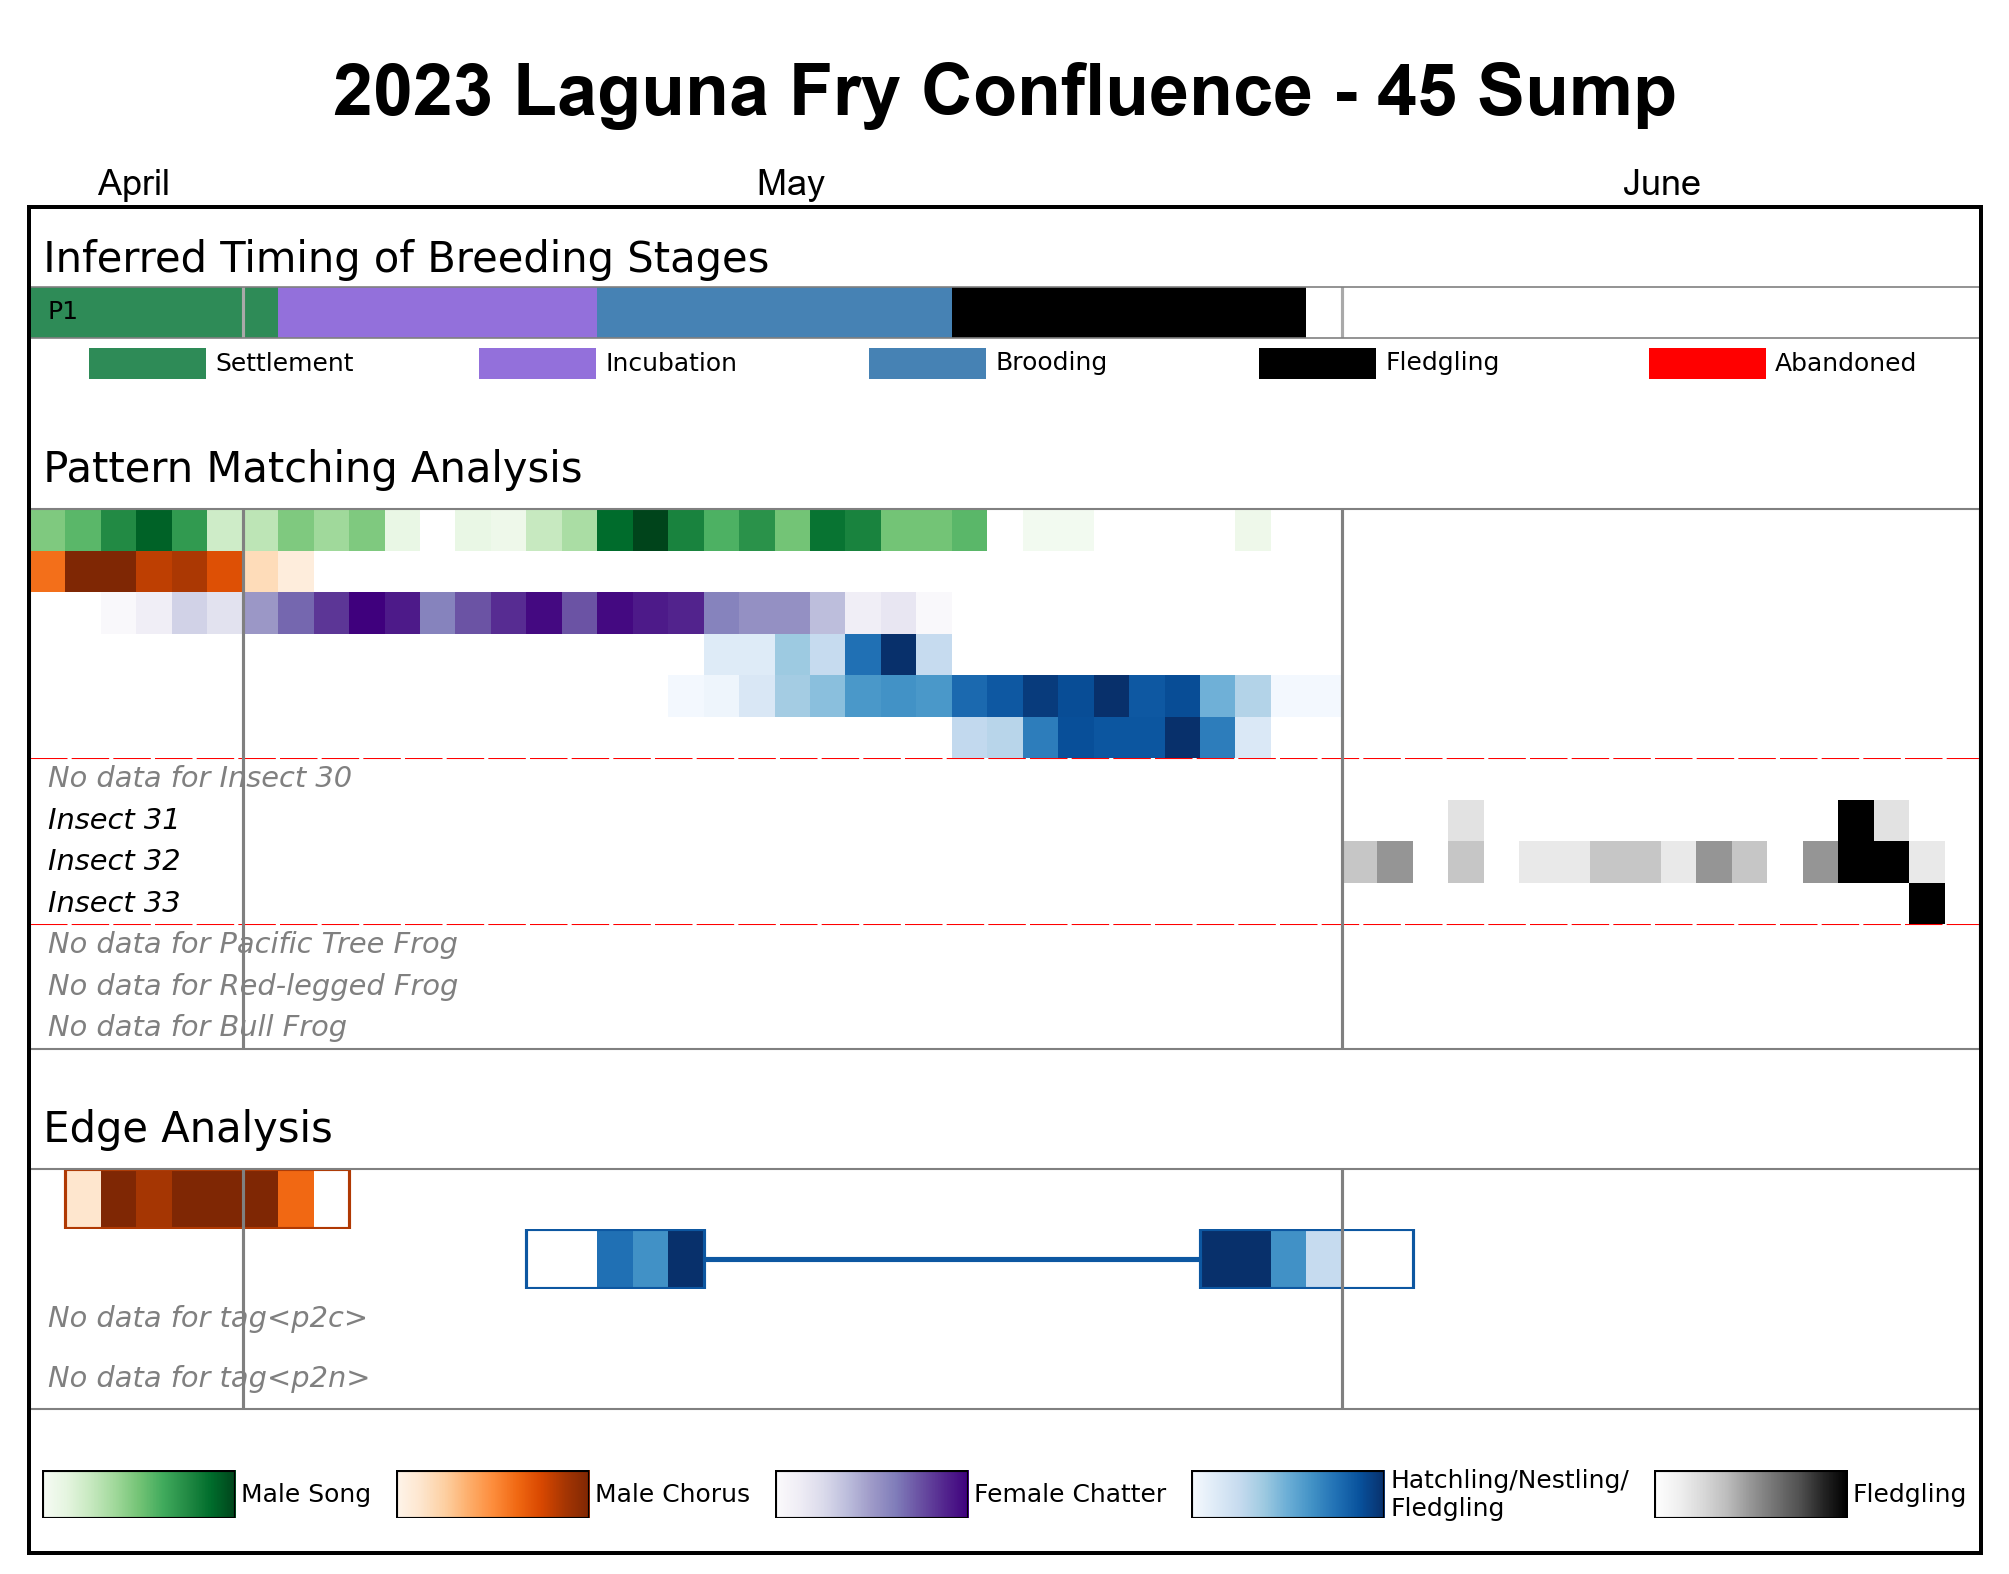 2023 Laguna Fry Confluence - 45 Sump
April May June
Inferred Timing of Breeding Stages
P1
Settlement Incubation Brooding Fledgling Abandoned
Pattern Matching Analysis
No data for Insect 30
Insect 31
Insect 32
Insect 33
No data for Pacific Tree Frog
No data for Red-legged Frog
No data for Bull Frog
Edge Analysis
No data for tag<p2c>
No data for tag<p2n>
Male Song Male Chorus Female Chatter Hatchling/Nestling/
Fledgling Fledgling